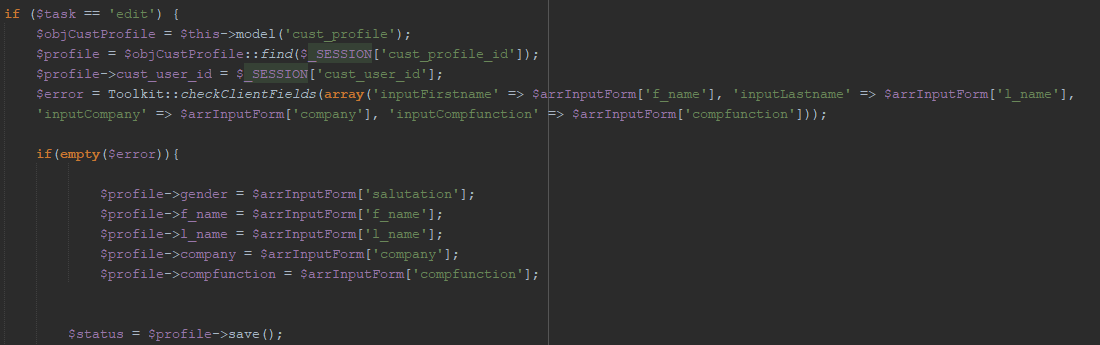 if ($task == 'edit') {
$objCustProfile = $this->model('cust_profile');
$profile = $objCustProfile::find($_SESSION['cust_profile_id']);
$profile->cust_user_id = $_SESSION['cust_user_id'];
$error = Toolkit::checkClientFields(array('inputFirstname' => $arrInputForm['f_name'], 'inputLastname' => $arrInputForm['l_name'],
'inputCompany' => $arrInputForm['company'], 'inputCompfunction' => $arrInputForm['compfunction']));
if(empty($error)){
$profile->gender = $arrInputForm['salutation'];
$profile->f_name = $arrInputForm['f_name'];
$profile->l_name = $arrInputForm['l_name'];
$profile->company = $arrInputForm['company'];
$profile->compfunction = $arrInputForm['compfunction'];
$status = $profile->save();